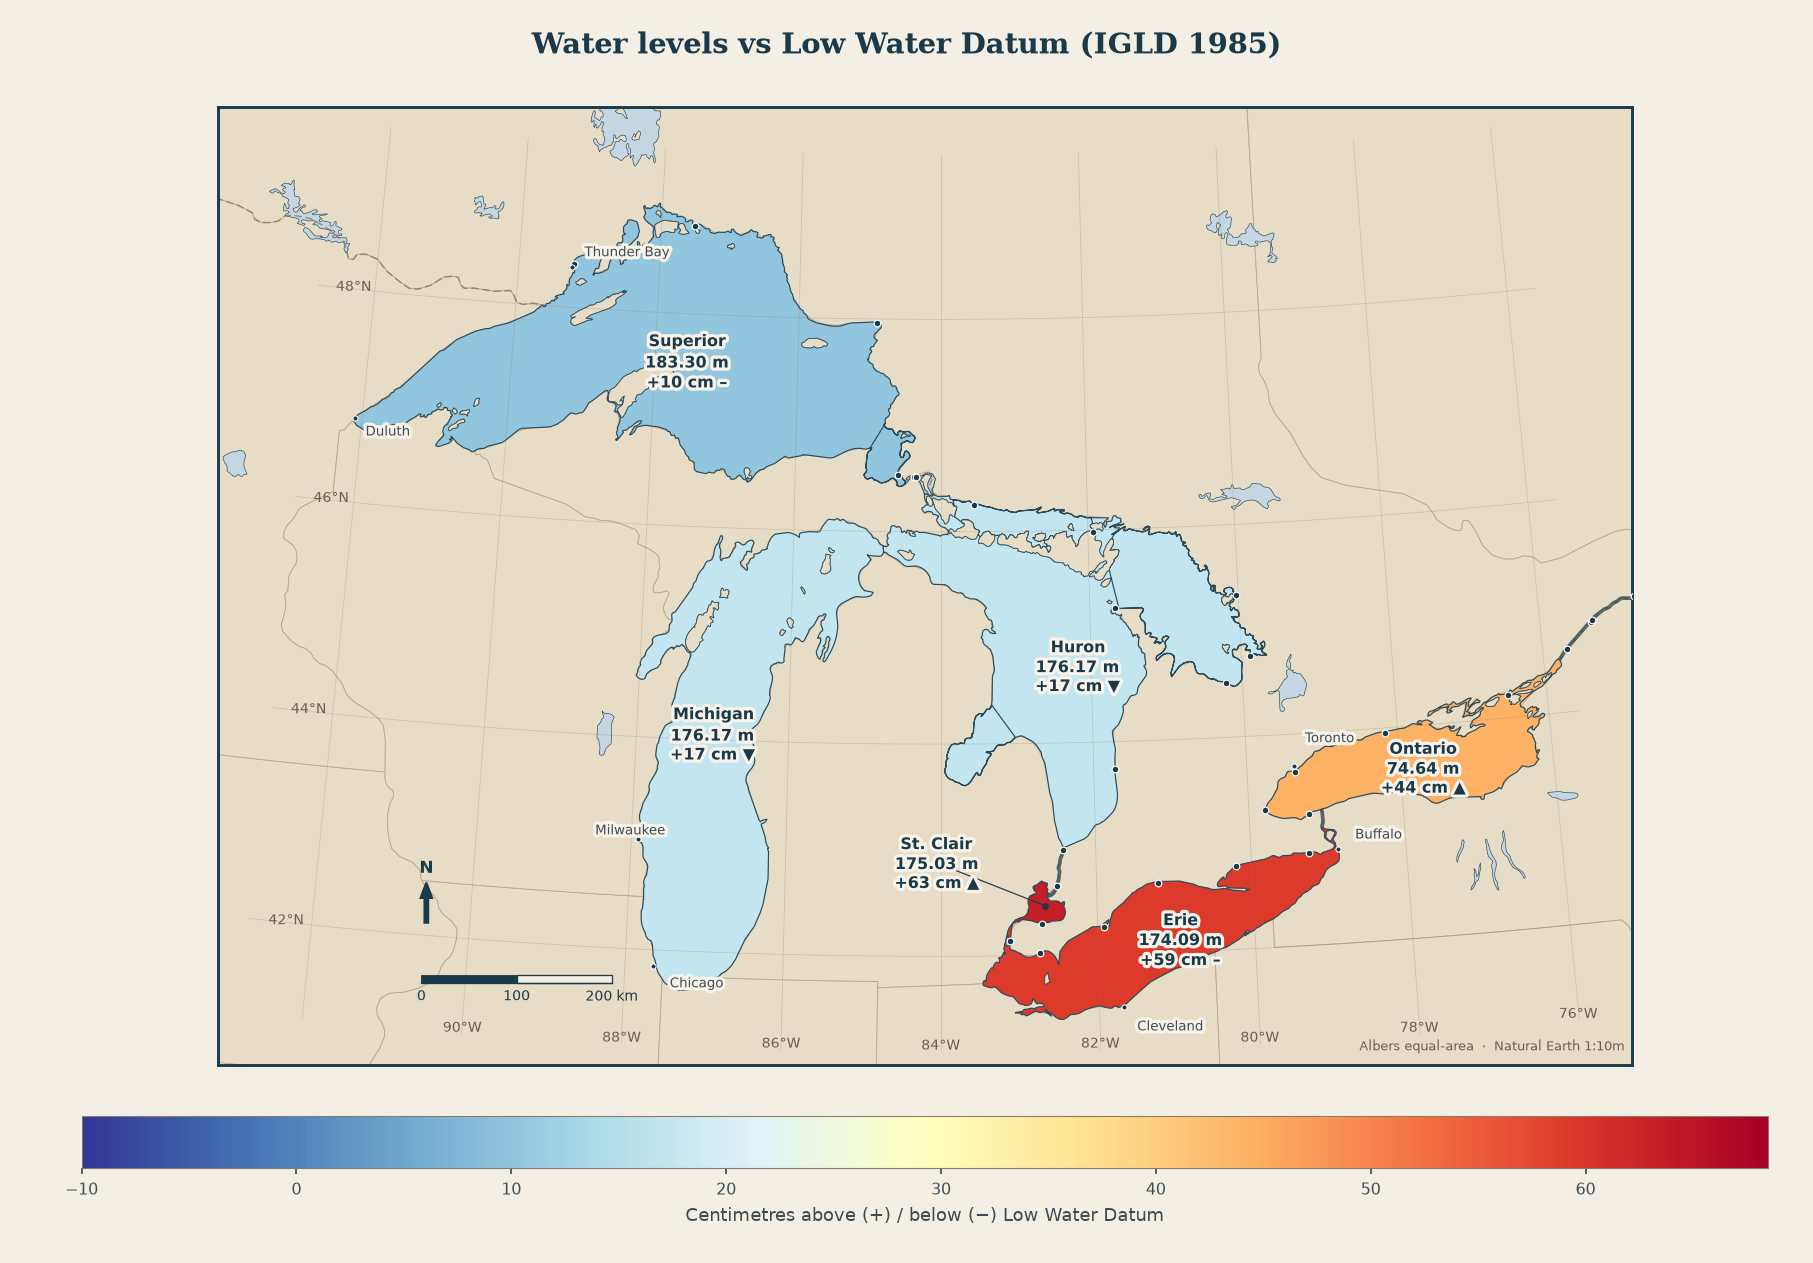 Water levels vs Low Water Datum (IGLD 1985)
Thunder Bay
48°N
Superior
183.30 m
+10 cm –
Duluth
46°N
Huron
176.17 m
+17 cm ▼
44°N
Michigan
176.17 m
+17 cm ▼
Toronto
Ontario
74.64 m
+44 cm ▲
Milwaukee
Buffalo
St. Clair
175.03 m
+63 cm ▲
N
42°N
Erie
174.09 m
+59 cm –
Chicago
0 100 200 km
Cleveland
90°W 88°W 86°W 84°W 82°W 80°W 78°W 76°W
Albers equal-area · Natural Earth 1:10m
−10 0 10 20 30 40 50 60
Centimetres above (+) / below (−) Low Water Datum